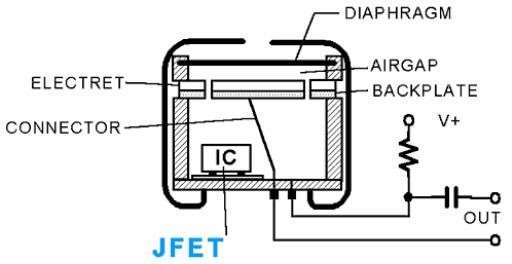 DIAPHRAGM
AIRGAP
ELECTRET
BACKPLATE
CONNECTOR
V+
IC
OUT
JFET